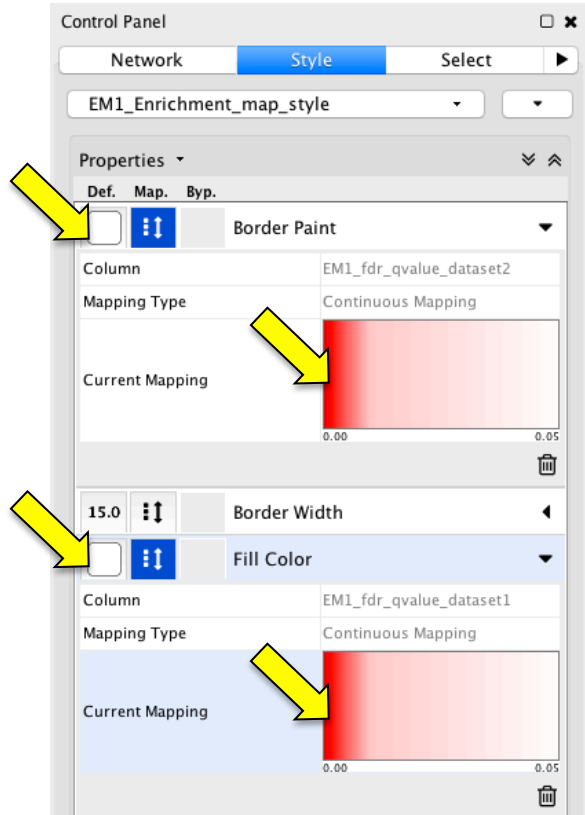 Control Panel
Network Style Select
EM1_Enrichment_map_style
Properties
Def. Map. Byp.
Border Paint
Column EM1_fdr_qvalue_dataset2
Mapping Type Continuous Mapping
Current Mapping
0.00 0.05
15.0 Border Width
Fill Color
Column EM1_fdr_qvalue_dataset1
Mapping Type Continuous Mapping
Current Mapping
0.00 0.05